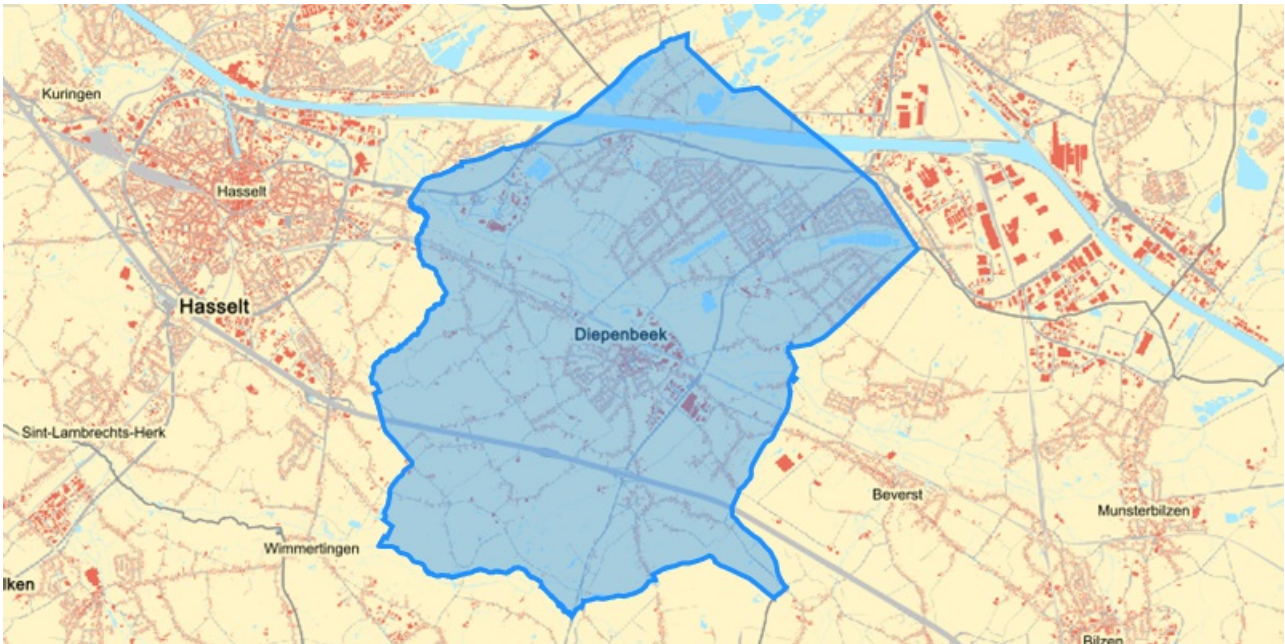 Kuringen
Hasselt
Hasselt
Diepenbeek
Sint-Lambrechts-Herk
Beverst
Munsterbilzen
Wimmertingen
lken
Bilzen